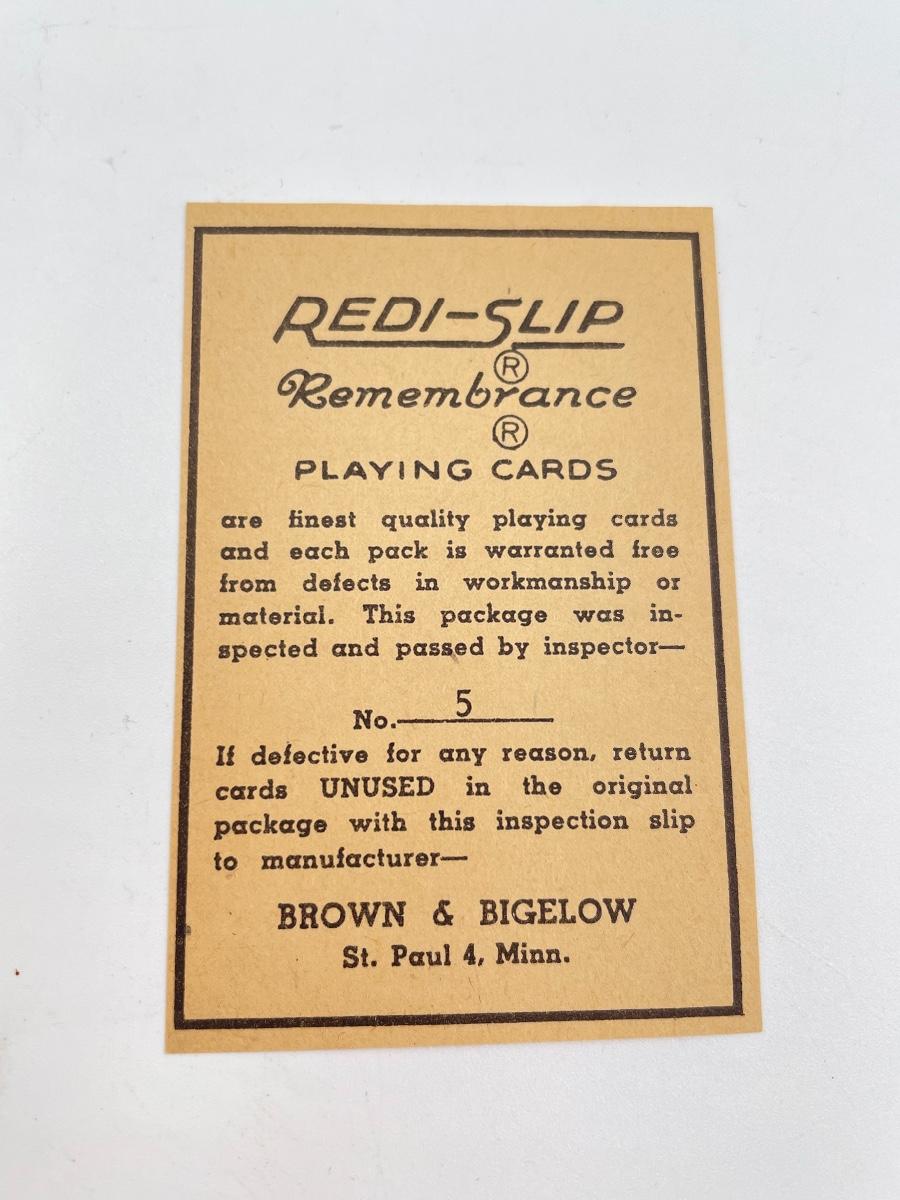 REDI-SLIP
®
Remembrance
®
PLAYING CARDS
are finest quality playing cards
and each pack is warranted free
from defects in workmanship or
material. This package was in-
spected and passed by inspector—
No. 5
If defective for any reason, return
cards UNUSED in the original
package with this inspection slip
to manufacturer—
BROWN & BIGELOW
St. Paul 4, Minn.